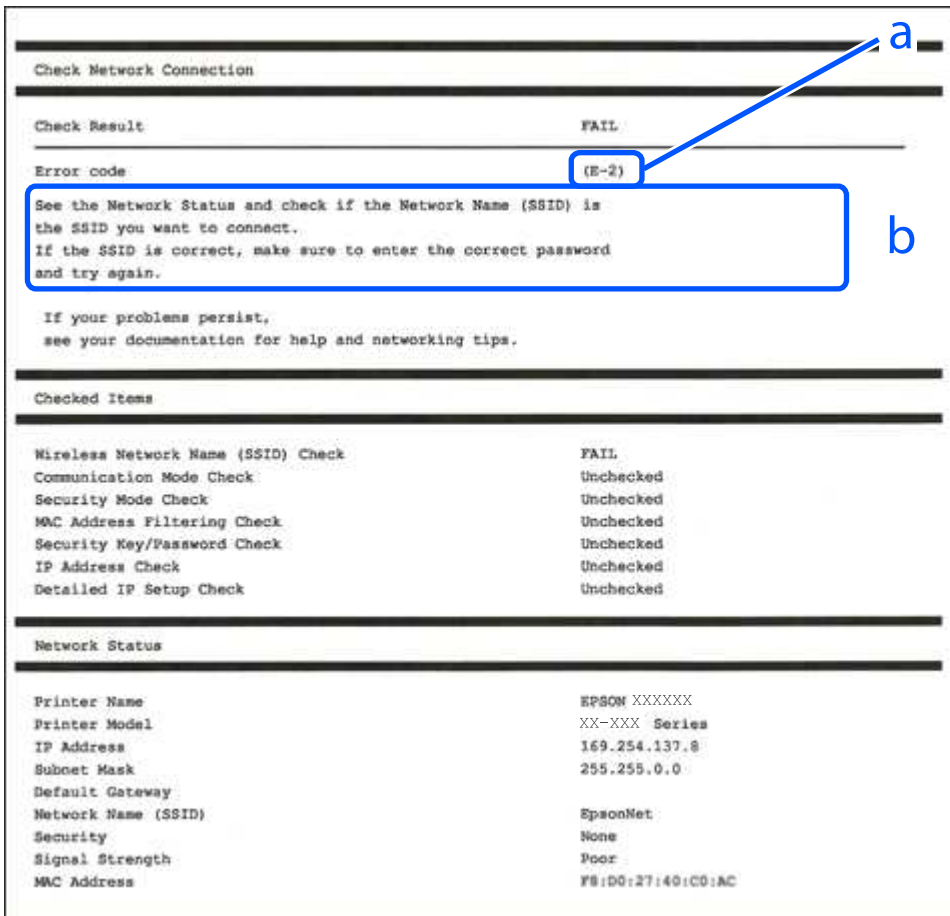 a
Check Network Connection
Check Result FAIL
Error code (E-2)
See the Network Status and check if the Network Name (SSID) is
the SSID you want to connect.
If the SSID is correct, make sure to enter the correct password
and try again.
b
If your problems persist,
see your documentation for help and networking tips.
Checked Items
Wireless Network Name (SSID) Check FAIL
Communication Mode Check Unchecked
Security Mode Check Unchecked
MAC Address Filtering Check Unchecked
Security Key/Password Check Unchecked
IP Address Check Unchecked
Detailed IP Setup Check Unchecked
Network Status
Printer Name EPSON XXXXXX
Printer Model XX-XXX Series
IP Address 169.254.137.8
Subnet Mask 255.255.0.0
Default Gateway
Network Name (SSID) EpsonNet
Security None
Signal Strength Poor
MAC Address F8:D0:27:40:C0:AC